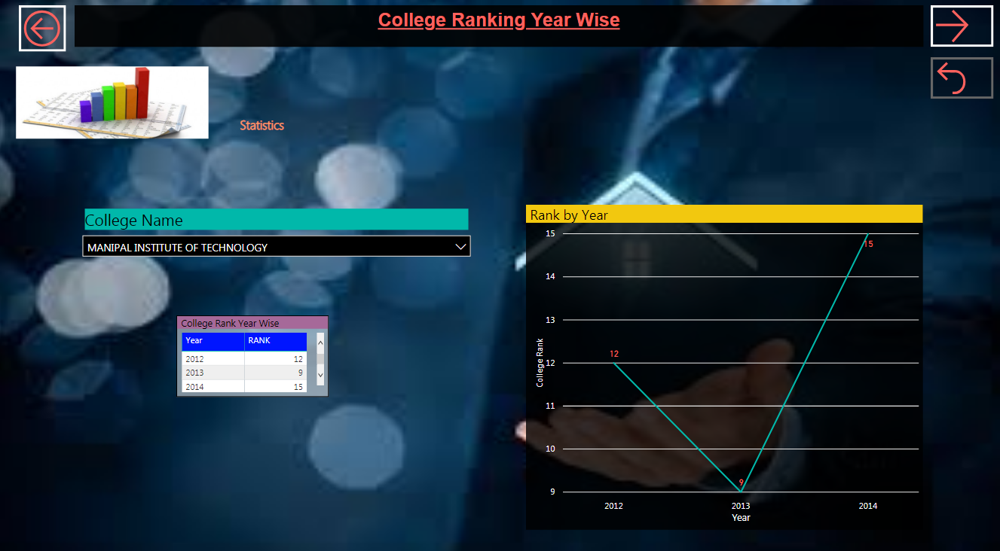 College Ranking Year Wise
Statistics
College Name
MANIPAL INSTITUTE OF TECHNOLOGY
College Rank Year Wise
Year RANK
2012 12
2013 9
2014 15
Rank by Year
15
14
13
12
11
10
9
College Rank
12
9
15
2012 2013 2014
Year